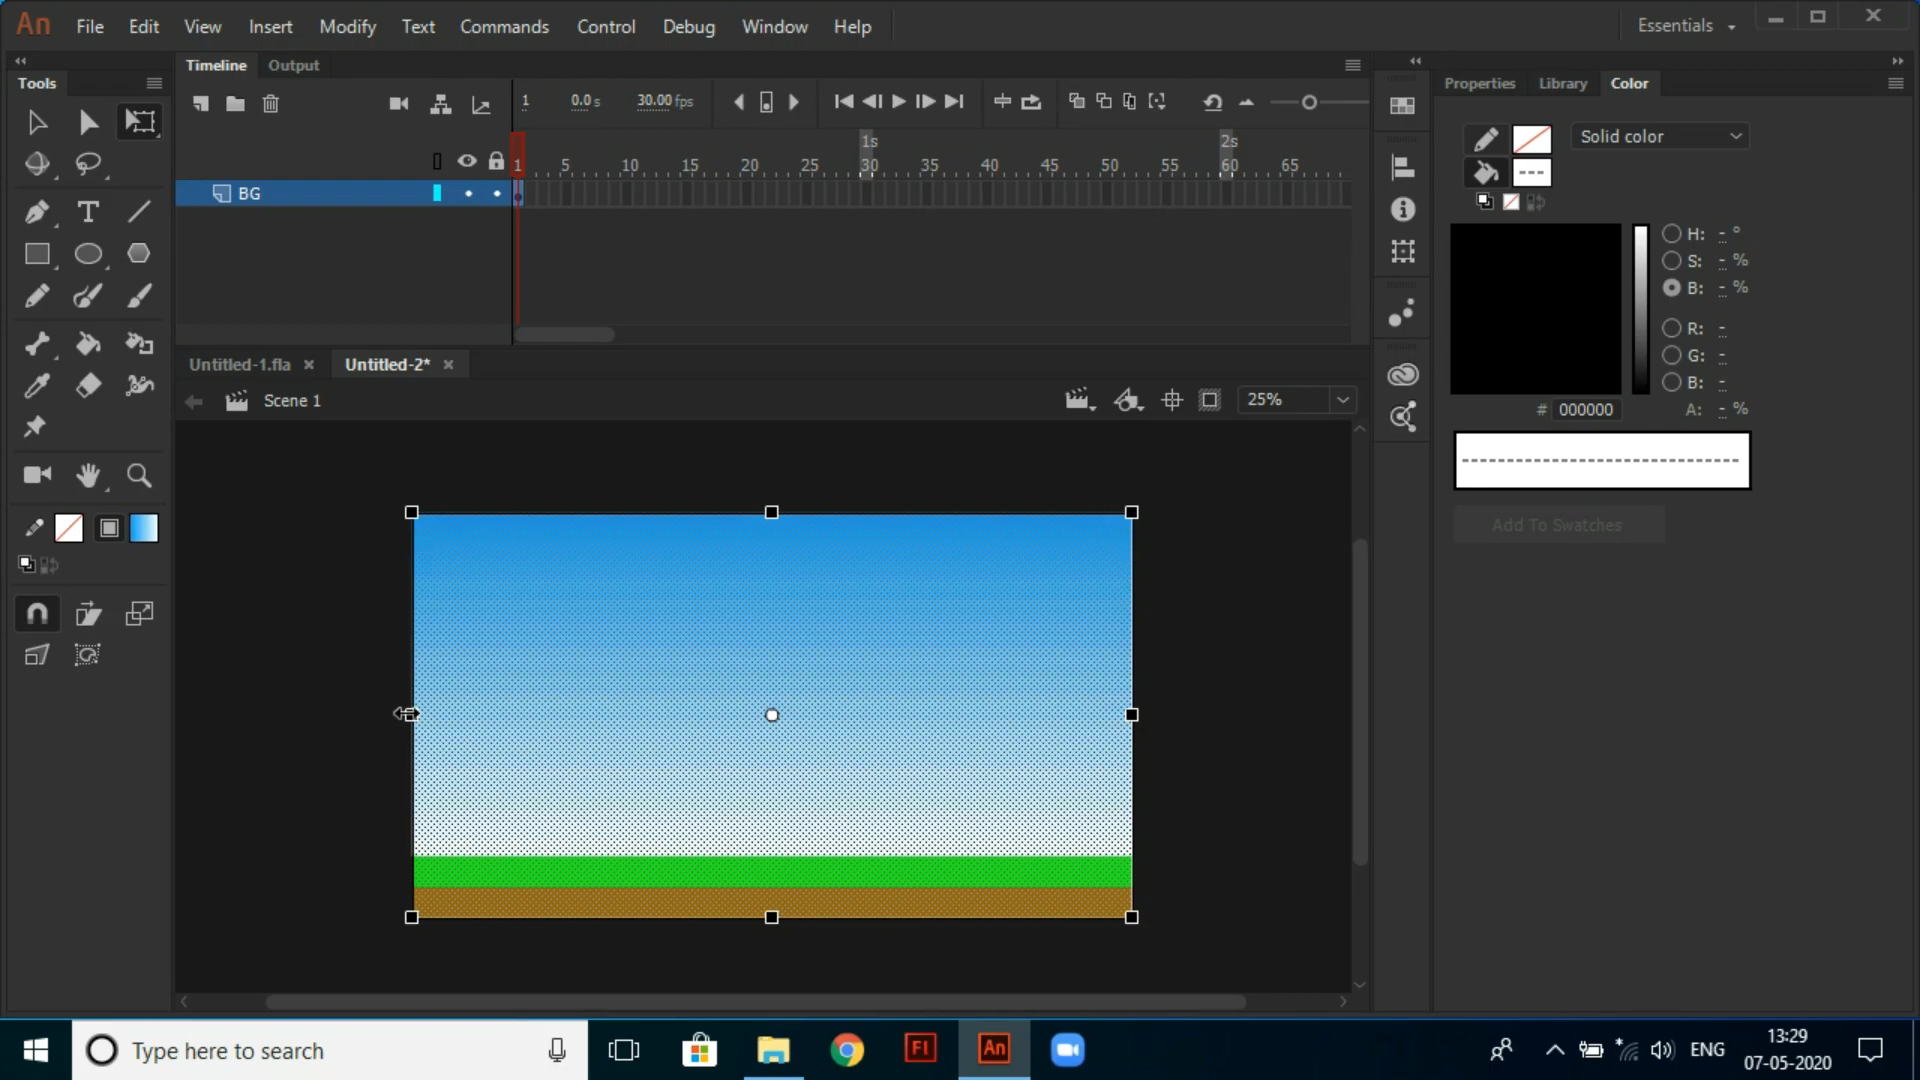 An File Edit View Insert Modify Text Commands Control Debug Window Help Essentials
Tools
Timeline Output
Properties Library Color
1 0.0 s 30.00 fps
Solid color
1s 2s
1 5 10 15 20 25 30 35 40 45 50 55 60 65
BG
H: - °
S: - %
B: - %
R: -
G: -
B: -
# 000000 A: - %
Untitled-1.fla × Untitled-2* ×
Scene 1
25%
Add To Swatches
Type here to search
Fl
An
ENG
13:29
07-05-2020